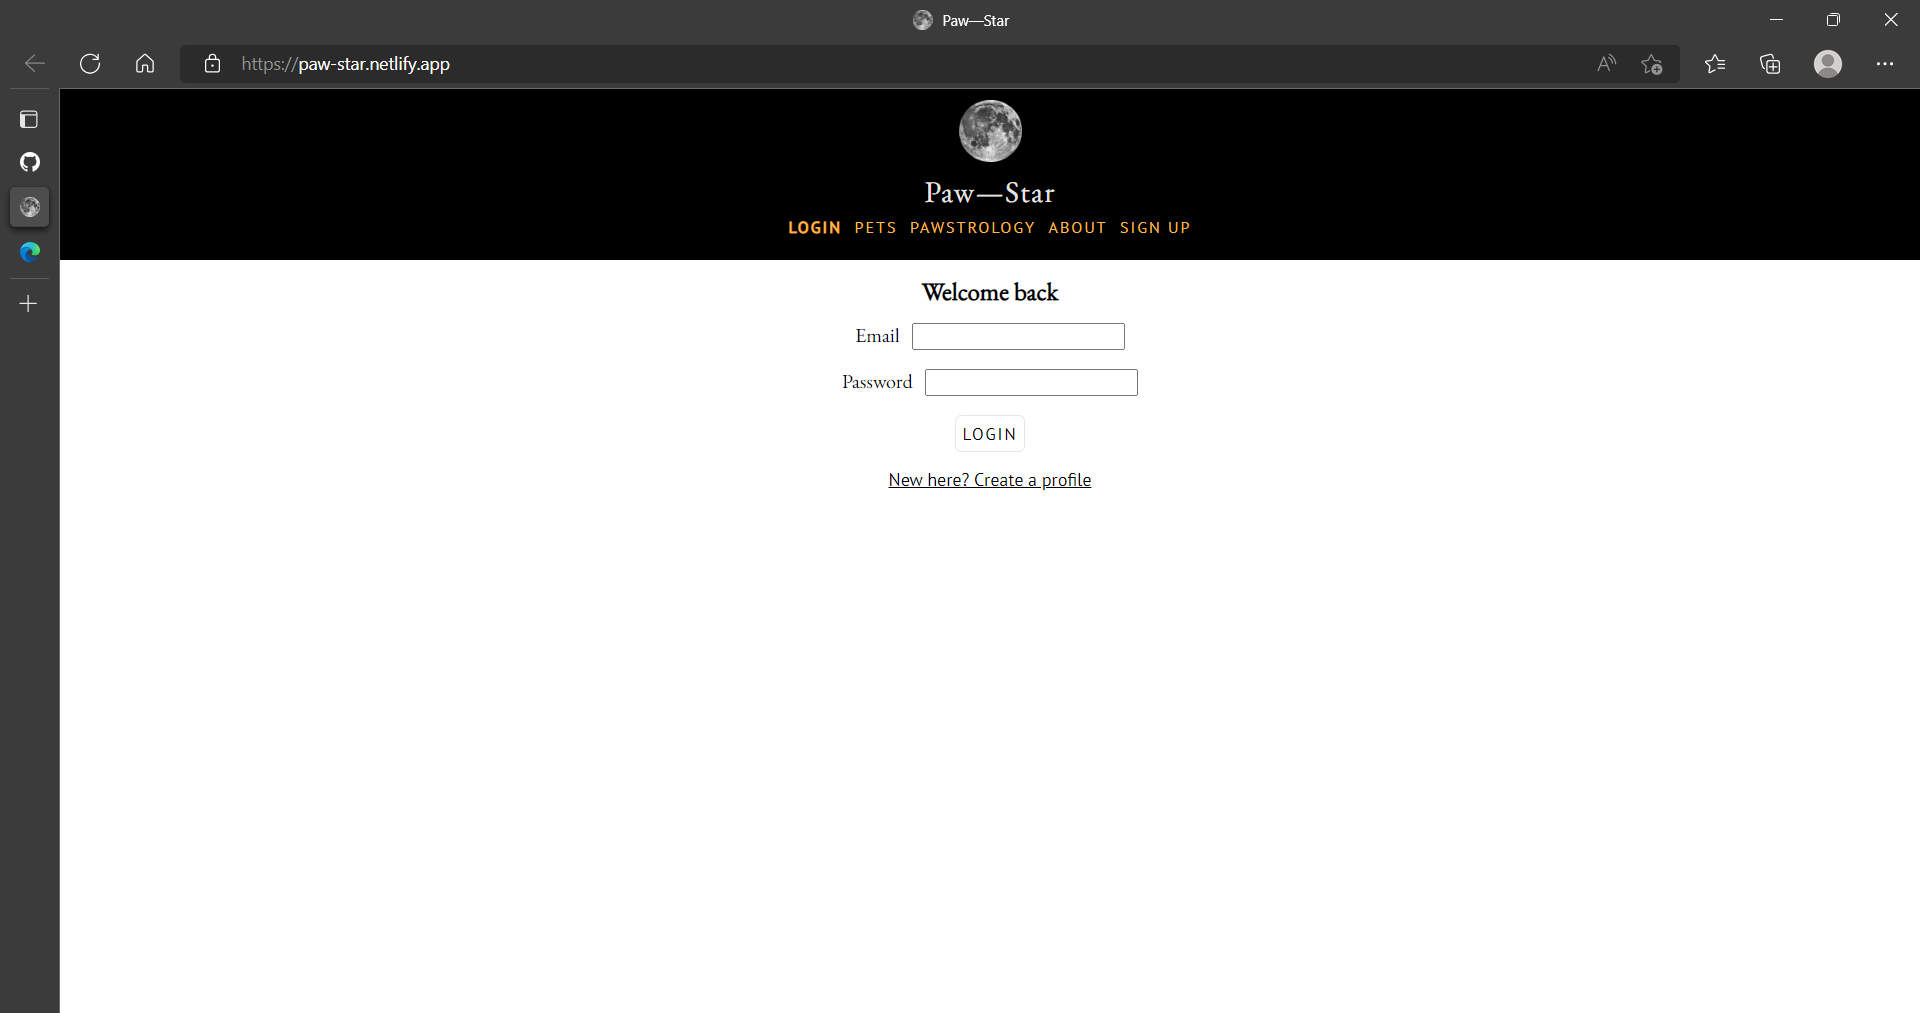 Paw—Star
https://paw-star.netlify.app
Paw—Star
LOGIN PETS PAWSTROLOGY ABOUT SIGN UP
Welcome back
Email
Password
LOGIN
New here? Create a profile